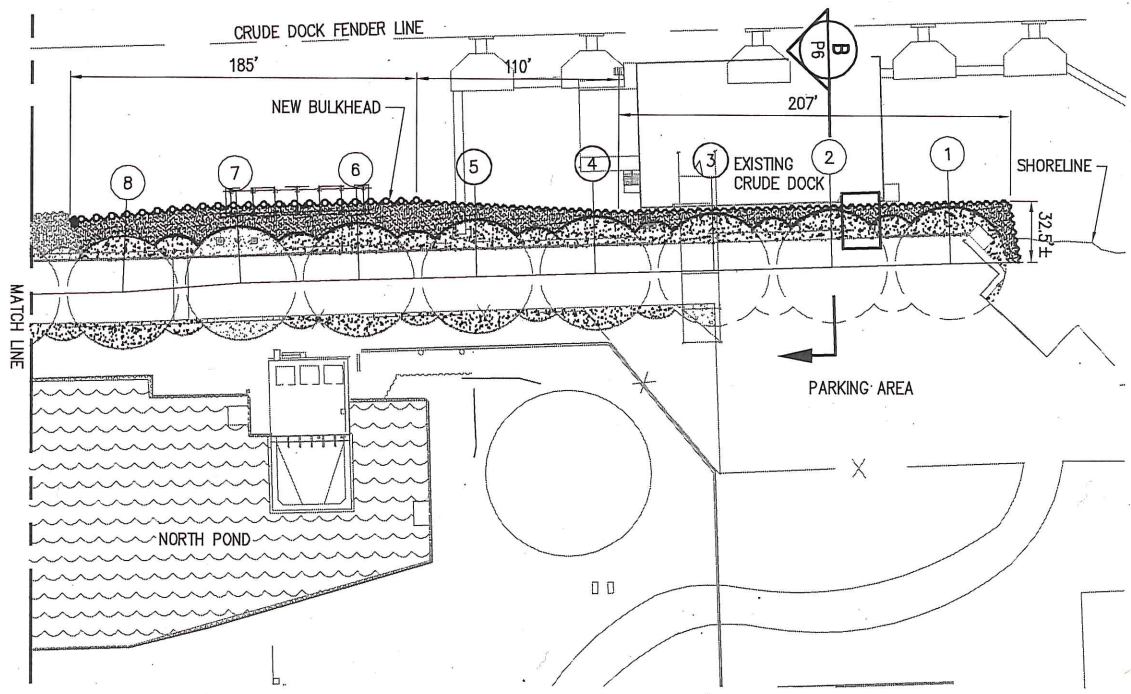 CRUDE DOCK FENDER LINE
185'
110'
B
P6
207'
NEW BULKHEAD
8
7
6
5
4
3
EXISTING
CRUDE DOCK
2
1
SHORELINE
32.5 ±
MATCH LINE
PARKING AREA
NORTH POND